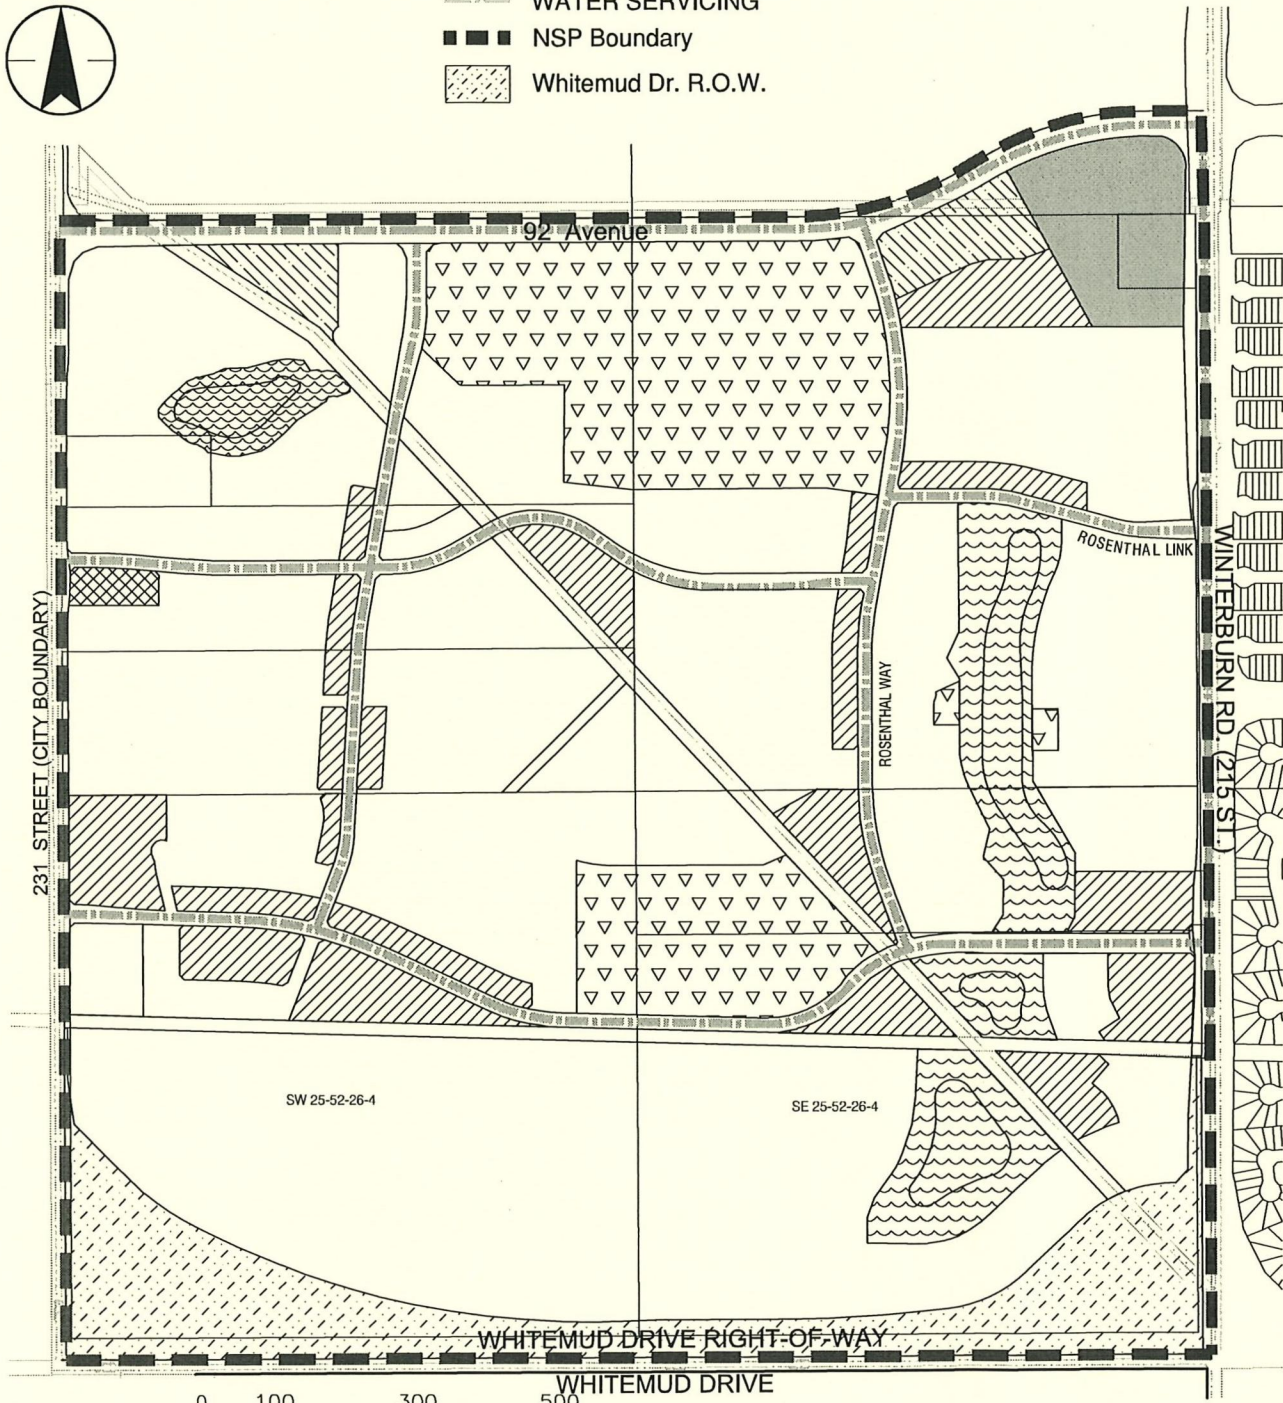 WATER SERVICING
NSP Boundary
Whitemud Dr. R.O.W.
92 Avenue
ROSENTHAL LINK
WINTERBURN RD. (215 ST.)
231 STREET (CITY BOUNDARY)
ROSENTHAL WAY
SW 25-52-26-4
SE 25-52-26-4
WHITEMUD DRIVE RIGHT-OF-WAY
WHITEMUD DRIVE
0 100 300 500